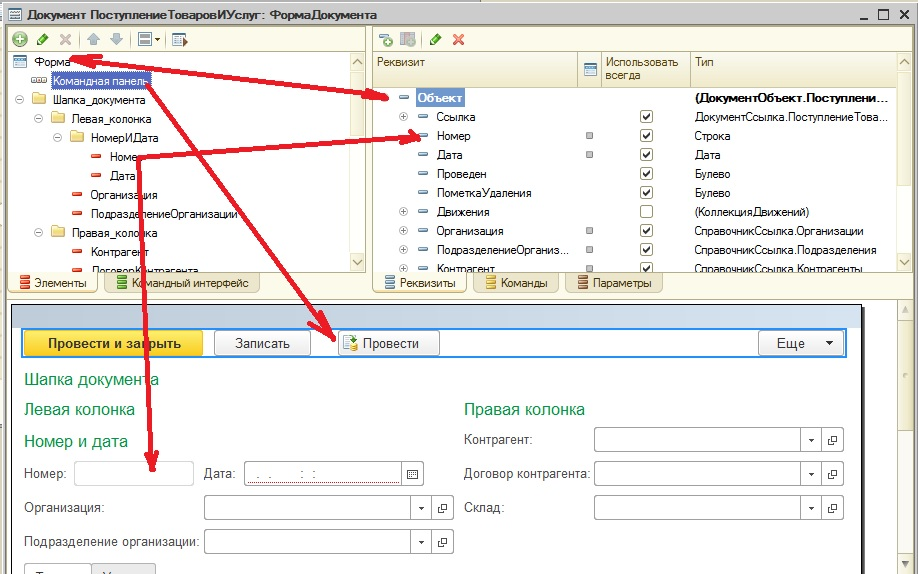 Документ ПоступлениеТоваровИУслуг: ФормаДокумента
Форма
Командная панель
Шапка_документа
Левая_колонка
НомерИДата
Номер
Дата
Организация
ПодразделениеОрганизации
Правая_колонка
Контрагент
ДоговорКонтрагента
Элементы
Командный интерфейс
Реквизит
Использовать всегда
Тип
Объект
(ДокументОбъект.Поступлени...
Ссылка
ДокументСсылка.ПоступлениеТова...
Номер
Строка
Дата
Дата
Проведен
Булево
ПометкаУдаления
Булево
Движения
(КоллекцияДвижений)
Организация
СправочникСсылка.Организации
ПодразделениеОрганиз...
СправочникСсылка.Подразделения
Контрагент
СправочникСсылка.Контрагенты
Реквизиты
Команды
Параметры
Провести и закрыть
Записать
Провести
Еще
Шапка документа
Левая колонка
Правая колонка
Номер и дата
Контрагент:
Номер:
Дата:
. . : :
Договор контрагента:
Организация:
Склад:
Подразделение организации: